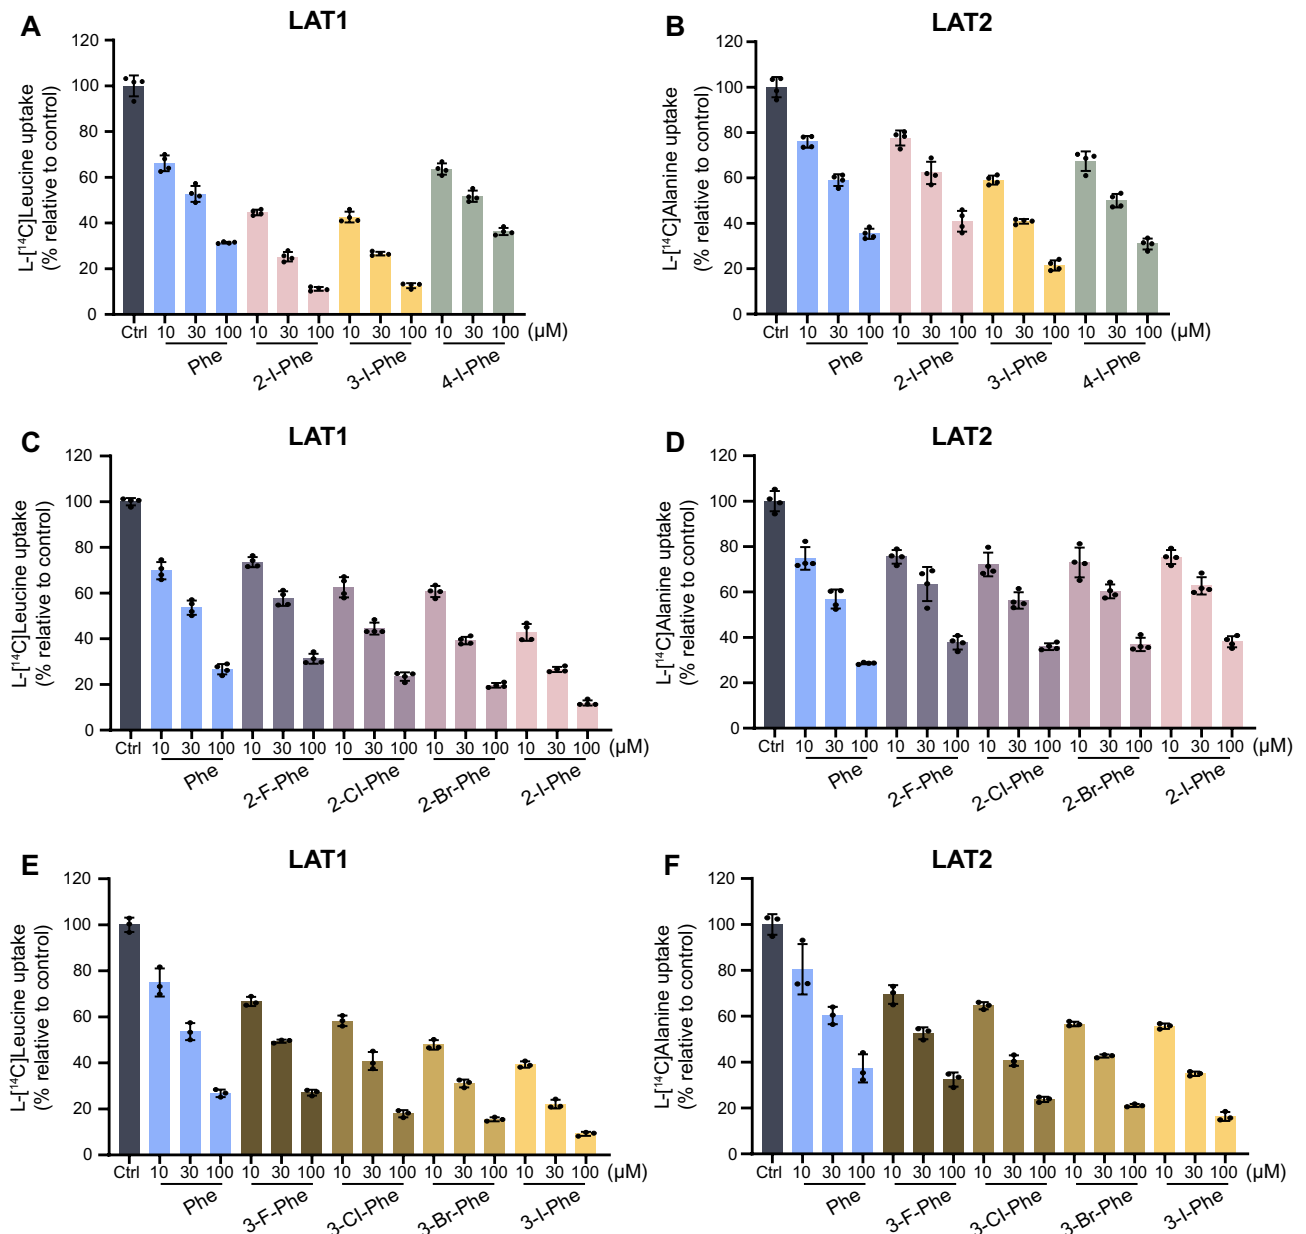 A
LAT1
L-[¹⁴C]Leucine uptake
(% relative to control)
120
100
80
60
40
20
0
Ctrl 10 30 100 10 30 100 10 30 100 10 30 100 (μM)
Phe 2-I-Phe 3-I-Phe 4-I-Phe
B
LAT2
L-[¹⁴C]Alanine uptake
(% relative to control)
120
100
80
60
40
20
0
Ctrl 10 30 100 10 30 100 10 30 100 10 30 100 (μM)
Phe 2-I-Phe 3-I-Phe 4-I-Phe
C
LAT1
L-[¹⁴C]Leucine uptake
(% relative to control)
120
100
80
60
40
20
0
Ctrl 10 30 100 10 30 100 10 30 100 10 30 100 10 30 100 (μM)
Phe 2-F-Phe 2-Cl-Phe 2-Br-Phe 2-I-Phe
D
LAT2
L-[¹⁴C]Alanine uptake
(% relative to control)
120
100
80
60
40
20
0
Ctrl 10 30 100 10 30 100 10 30 100 10 30 100 10 30 100 (μM)
Phe 2-F-Phe 2-Cl-Phe 2-Br-Phe 2-I-Phe
E
LAT1
L-[¹⁴C]Leucine uptake
(% relative to control)
120
100
80
60
40
20
0
Ctrl 10 30 100 10 30 100 10 30 100 10 30 100 10 30 100 (μM)
Phe 3-F-Phe 3-Cl-Phe 3-Br-Phe 3-I-Phe
F
LAT2
L-[¹⁴C]Alanine uptake
(% relative to control)
120
100
80
60
40
20
0
Ctrl 10 30 100 10 30 100 10 30 100 10 30 100 10 30 100 (μM)
Phe 3-F-Phe 3-Cl-Phe 3-Br-Phe 3-I-Phe